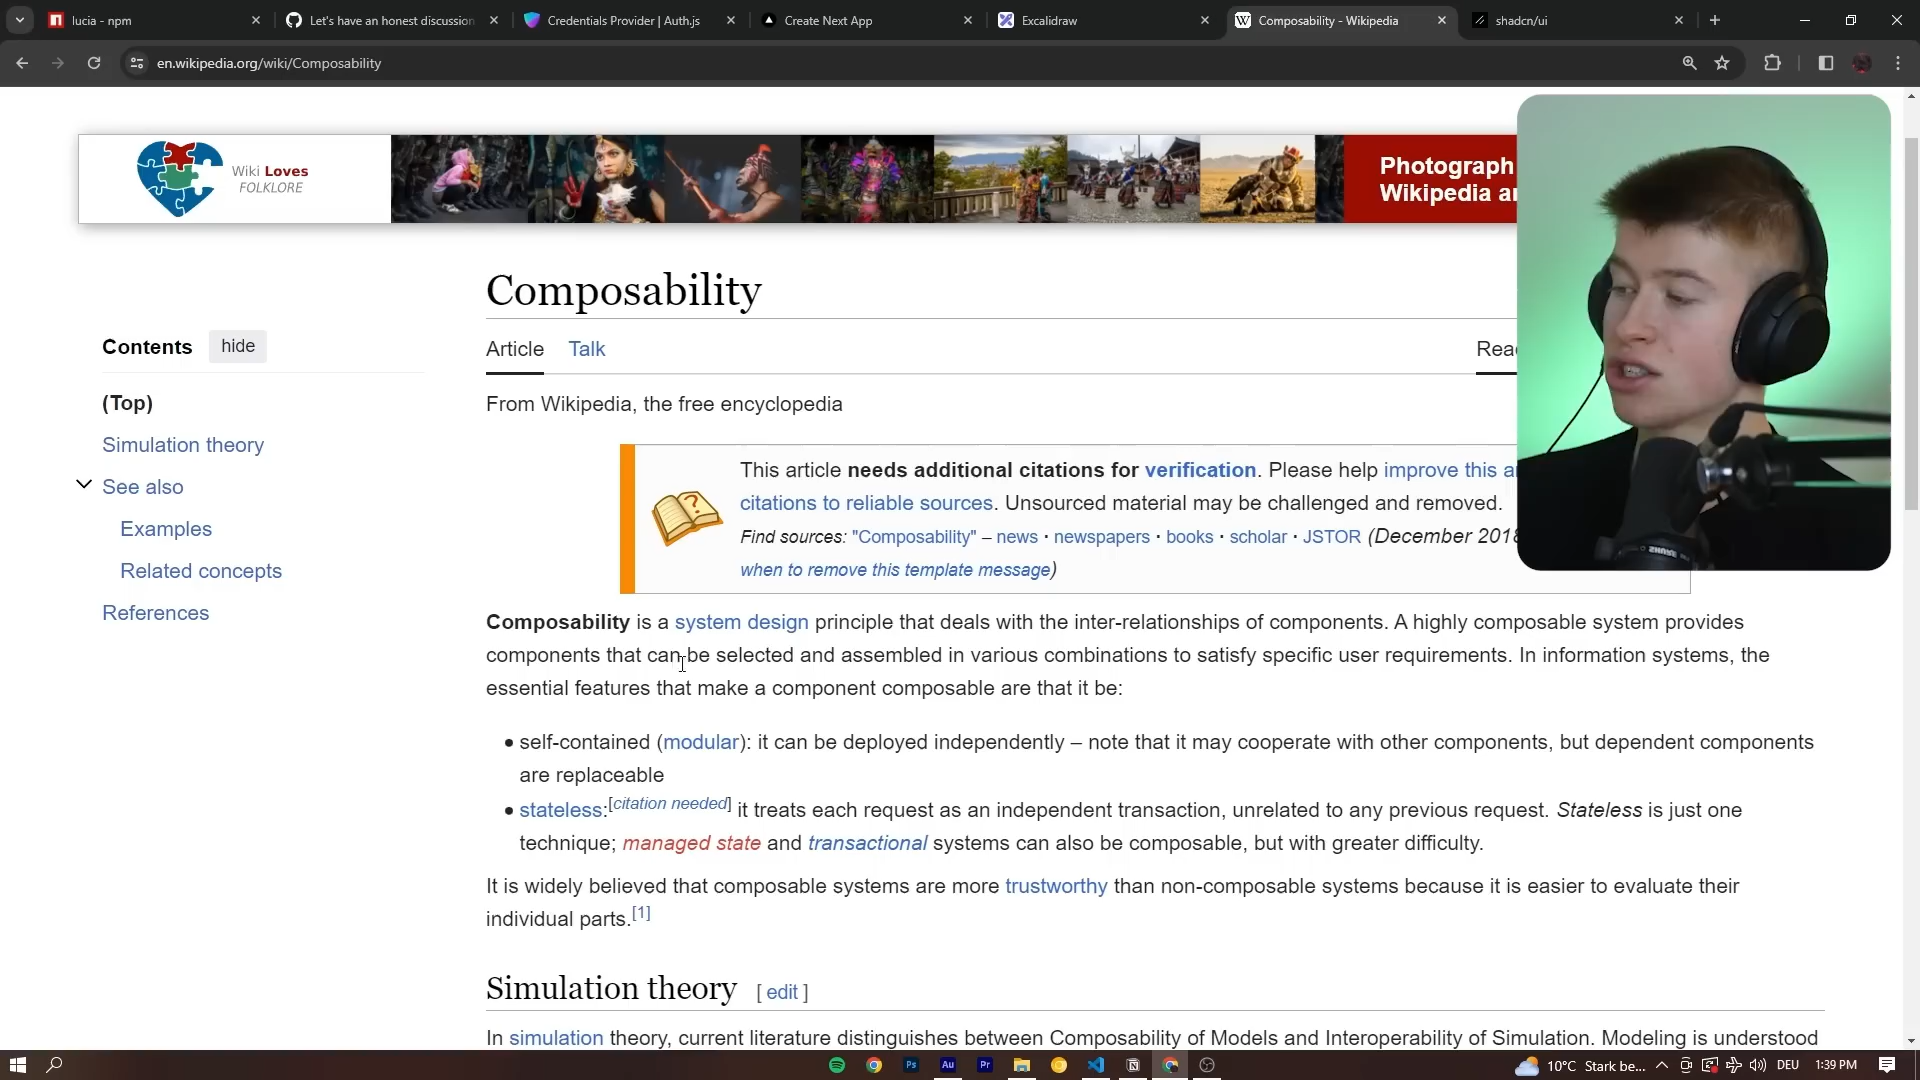 lucia - npm
Let's have an honest discussion
Credentials Provider | Auth.js
Create Next App
Excalidraw
Composability - Wikipedia
shadcn/ui
en.wikipedia.org/wiki/Composability
Wiki Loves
FOLKLORE
Photograph
Wikipedia an
Composability
Contents hide
Article Talk
Read
(Top)
From Wikipedia, the free encyclopedia
Simulation theory
See also
Examples
Related concepts
References
This article needs additional citations for verification. Please help improve this ar
citations to reliable sources. Unsourced material may be challenged and removed.
Find sources: "Composability" – news · newspapers · books · scholar · JSTOR (December 2018
when to remove this template message)
Composability is a system design principle that deals with the inter-relationships of components. A highly composable system provides
components that can be selected and assembled in various combinations to satisfy specific user requirements. In information systems, the
essential features that make a component composable are that it be:
• self-contained (modular): it can be deployed independently – note that it may cooperate with other components, but dependent components
are replaceable
• stateless:[citation needed] it treats each request as an independent transaction, unrelated to any previous request. Stateless is just one
technique; managed state and transactional systems can also be composable, but with greater difficulty.
It is widely believed that composable systems are more trustworthy than non-composable systems because it is easier to evaluate their
individual parts.[1]
Simulation theory [ edit ]
In simulation theory, current literature distinguishes between Composability of Models and Interoperability of Simulation. Modeling is understood
Ps Au Pr
10°C Stark be... DEU 1:39 PM